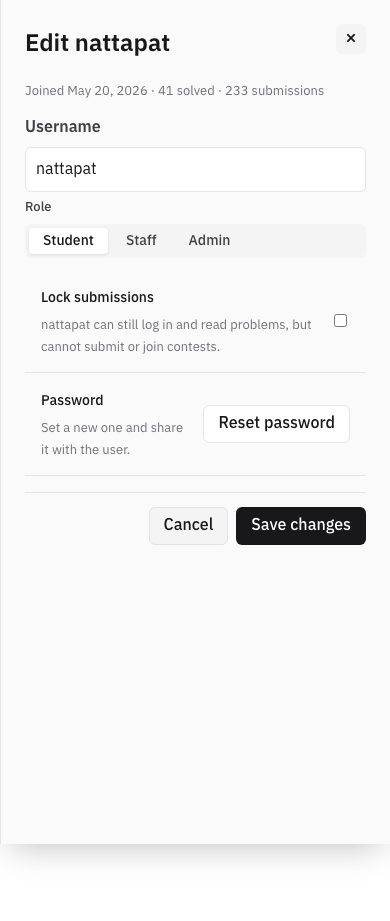 Edit nattapat
×
Joined May 20, 2026 · 41 solved · 233 submissions
Username
nattapat
Role
Student Staff Admin
Lock submissions
nattapat can still log in and read problems, but
cannot submit or join contests.
Password
Set a new one and share
it with the user.
Reset password
Cancel Save changes